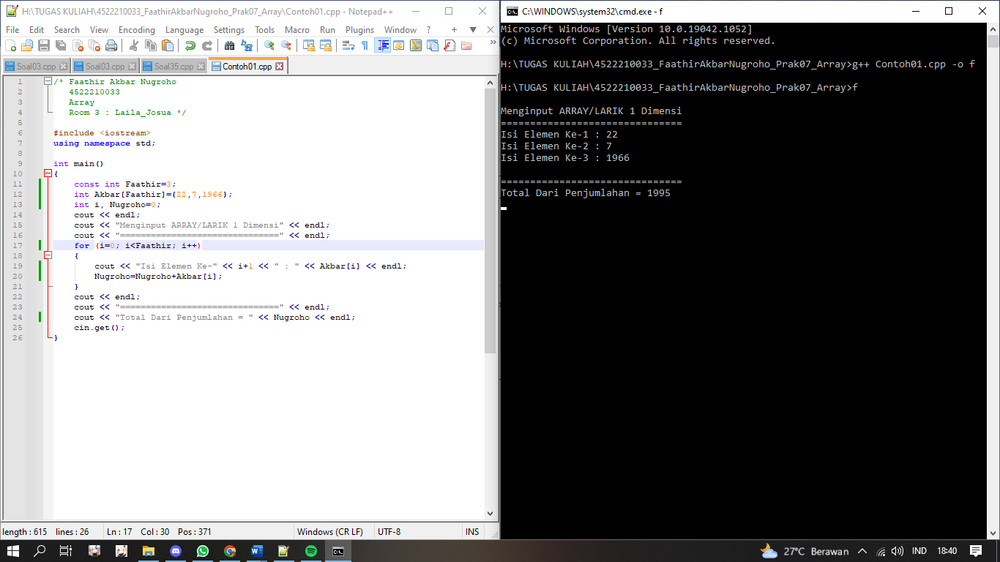 H:\TUGAS KULIAH\4522210033_FaathirAkbarNugroho_Prak07_Array\Contoh01.cpp - Notepad++
File Edit Search View Encoding Language Settings Tools Macro Run Plugins Window ? + ▼ X
Soal03.cpp Soal03.cpp Soal35.cpp Contoh01.cpp
1 /* Faathir Akbar Nugroho
2 4522210033
3 Array
4 Room 3 : Laila_Josua */
5
6 #include <iostream>
7 using namespace std;
8
9 int main()
10 {
11 const int Faathir=3;
12 int Akbar[Faathir]={22,7,1966};
13 int i, Nugroho=0;
14 cout << endl;
15 cout << "Menginput ARRAY/LARIK 1 Dimensi" << endl;
16 cout << "===============================" << endl;
17 for (i=0; i<Faathir; i++)
18 {
19 cout << "Isi Elemen Ke-" << i+1 << " : " << Akbar[i] << endl;
20 Nugroho=Nugroho+Akbar[i];
21 }
22 cout << endl;
23 cout << "===============================" << endl;
24 cout << "Total Dari Penjumlahan = " << Nugroho << endl;
25 cin.get();
26 }
length : 615 lines : 26 Ln : 17 Col : 30 Pos : 371 Windows (CR LF) UTF-8 INS
C:\WINDOWS\system32\cmd.exe - f
Microsoft Windows [Version 10.0.19042.1052]
(c) Microsoft Corporation. All rights reserved.
H:\TUGAS KULIAH\4522210033_FaathirAkbarNugroho_Prak07_Array>g++ Contoh01.cpp -o f
H:\TUGAS KULIAH\4522210033_FaathirAkbarNugroho_Prak07_Array>f
Menginput ARRAY/LARIK 1 Dimensi
===============================
Isi Elemen Ke-1 : 22
Isi Elemen Ke-2 : 7
Isi Elemen Ke-3 : 1966
===============================
Total Dari Penjumlahan = 1995
27°C Berawan IND 18:40